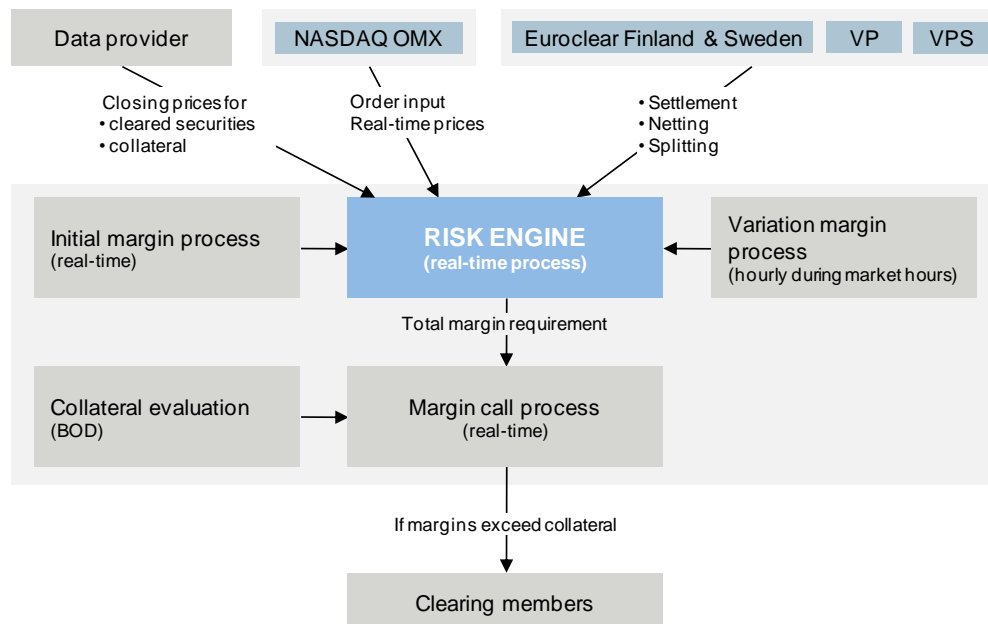 Data provider
NASDAQ OMX
Euroclear Finland & Sweden
VP
VPS
Closing prices for
• cleared securities
• collateral
Order input
Real-time prices
• Settlement
• Netting
• Splitting
Initial margin process
(real-time)
RISK ENGINE
(real-time process)
Variation margin
process
(hourly during market hours)
Total margin requirement
Collateral evaluation
(BOD)
Margin call process
(real-time)
If margins exceed collateral
Clearing members